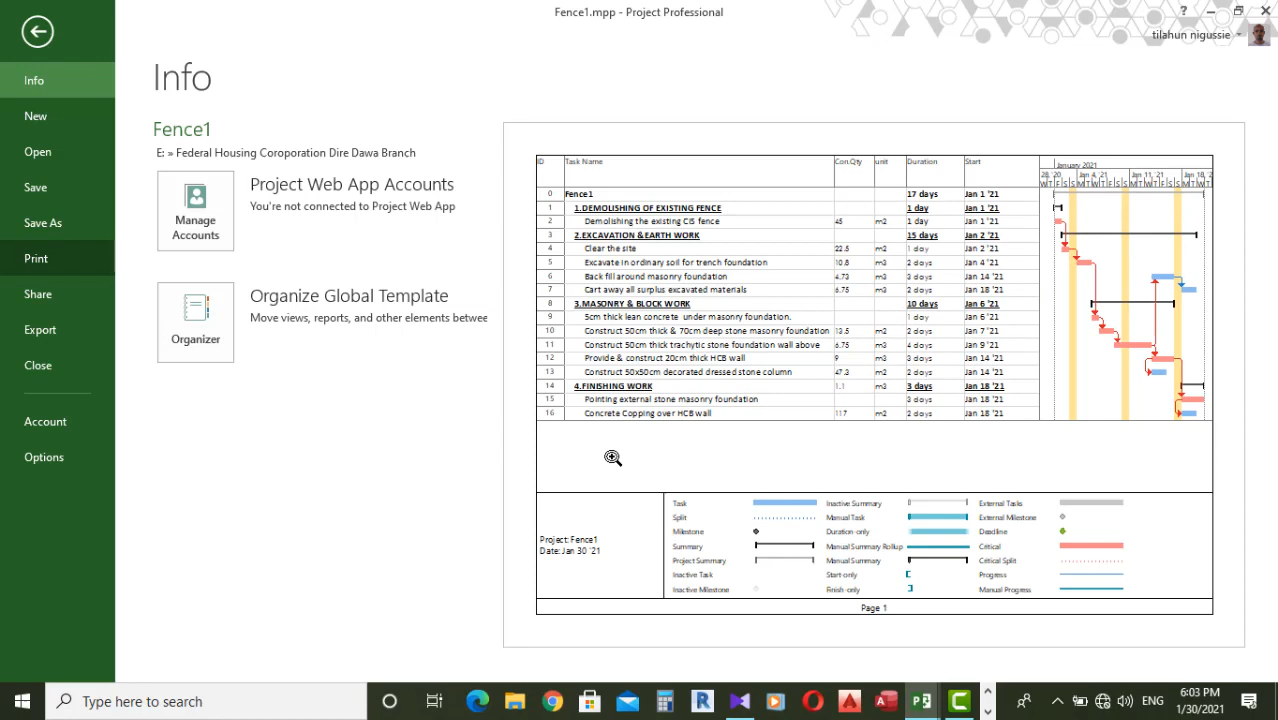 Fence1.mpp - Project Professional
?
tilahun nigussie
Info
New
Open
Save
Save As
Print
Share
Export
Close
Account
Options
Info
Fence1
E: » Federal Housing Coroporation Dire Dawa Branch
Manage Accounts
Project Web App Accounts
You're not connected to Project Web App
Organizer
Organize Global Template
Move views, reports, and other elements betwee
ID Task Name Con.Qty unit Duration Start
January 2021
28, '20 Jan 4, '21 Jan 11, '21 Jan 18, '2
W T F S S M T W T F S S M T W T F S S M T W T
0 Fence1 17 days Jan 1 '21
1 1.DEMOLISHING OF EXISTING FENCE 1 day Jan 1 '21
2 Demolishing the existing CIS fence 45 m2 1 day Jan 1 '21
3 2.EXCAVATION &EARTH WORK 15 days Jan 2 '21
4 Clear the site 22.5 m2 1 day Jan 2 '21
5 Excavate in ordinary soil for trench foundation 10.8 m3 2 days Jan 4 '21
6 Back fill around masonry foundation 4.73 m3 3 days Jan 14 '21
7 Cart away all surplus excavated materials 6.75 m3 2 days Jan 18 '21
8 3.MASONRY & BLOCK WORK 10 days Jan 6 '21
9 5cm thick lean concrete under masonry foundation. 1 day Jan 6 '21
10 Construct 50cm thick & 70cm deep stone masonry foundation 13.5 m2 2 days Jan 7 '21
11 Construct 50cm thick trachytic stone foundation wall above 6.75 m3 4 days Jan 9 '21
12 Provide & construct 20cm thick HCB wall 9 m3 3 days Jan 14 '21
13 Construct 50x50cm decorated dressed stone column 47.3 m2 2 days Jan 14 '21
14 4.FINISHING WORK 1.1 m3 3 days Jan 18 '21
15 Pointing external stone masonry foundation 3 days Jan 18 '21
16 Concrete Copping over HCB wall 117 m2 2 days Jan 18 '21
Project: Fence1
Date: Jan 30 '21
Task Inactive Summary External Tasks
Split Manual Task External Milestone
Milestone Duration-only Deadline
Summary Manual Summary Rollup Critical
Project Summary Manual Summary Critical Split
Inactive Task Start-only Progress
Inactive Milestone Finish-only Manual Progress
Page 1
Type here to search
ENG
6:03 PM
1/30/2021